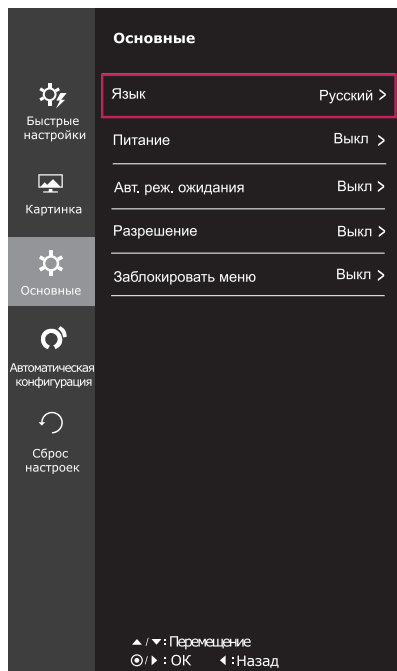 Основные
Язык Русский >
Питание Выкл >
Авт. реж. ожидания Выкл >
Разрешение Выкл >
Заблокировать меню Выкл >
Быстрые
настройки
Картинка
Основные
Автоматическая
конфигурация
Сброс
настроек
▲ / ▼ : Перемещение
◉ / ▶ : OK ◀ : Назад